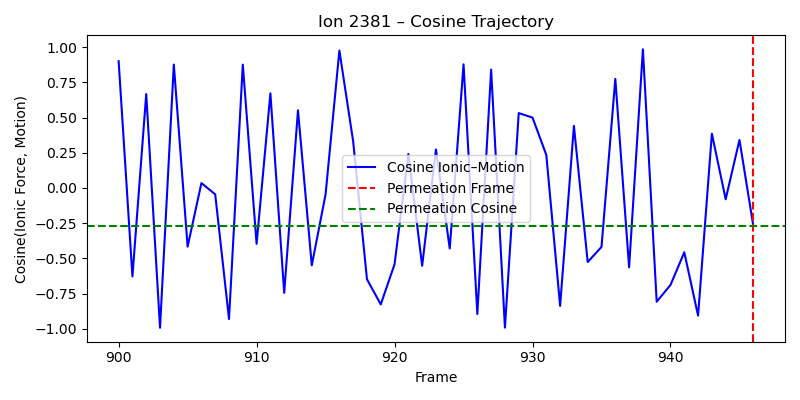 Ion 2381 – Cosine Trajectory
Cosine(Ionic Force, Motion)
1.00
0.75
0.50
0.25
0.00
−0.25
−0.50
−0.75
−1.00
Cosine Ionic–Motion
Permeation Frame
Permeation Cosine
900
910
920
930
940
Frame